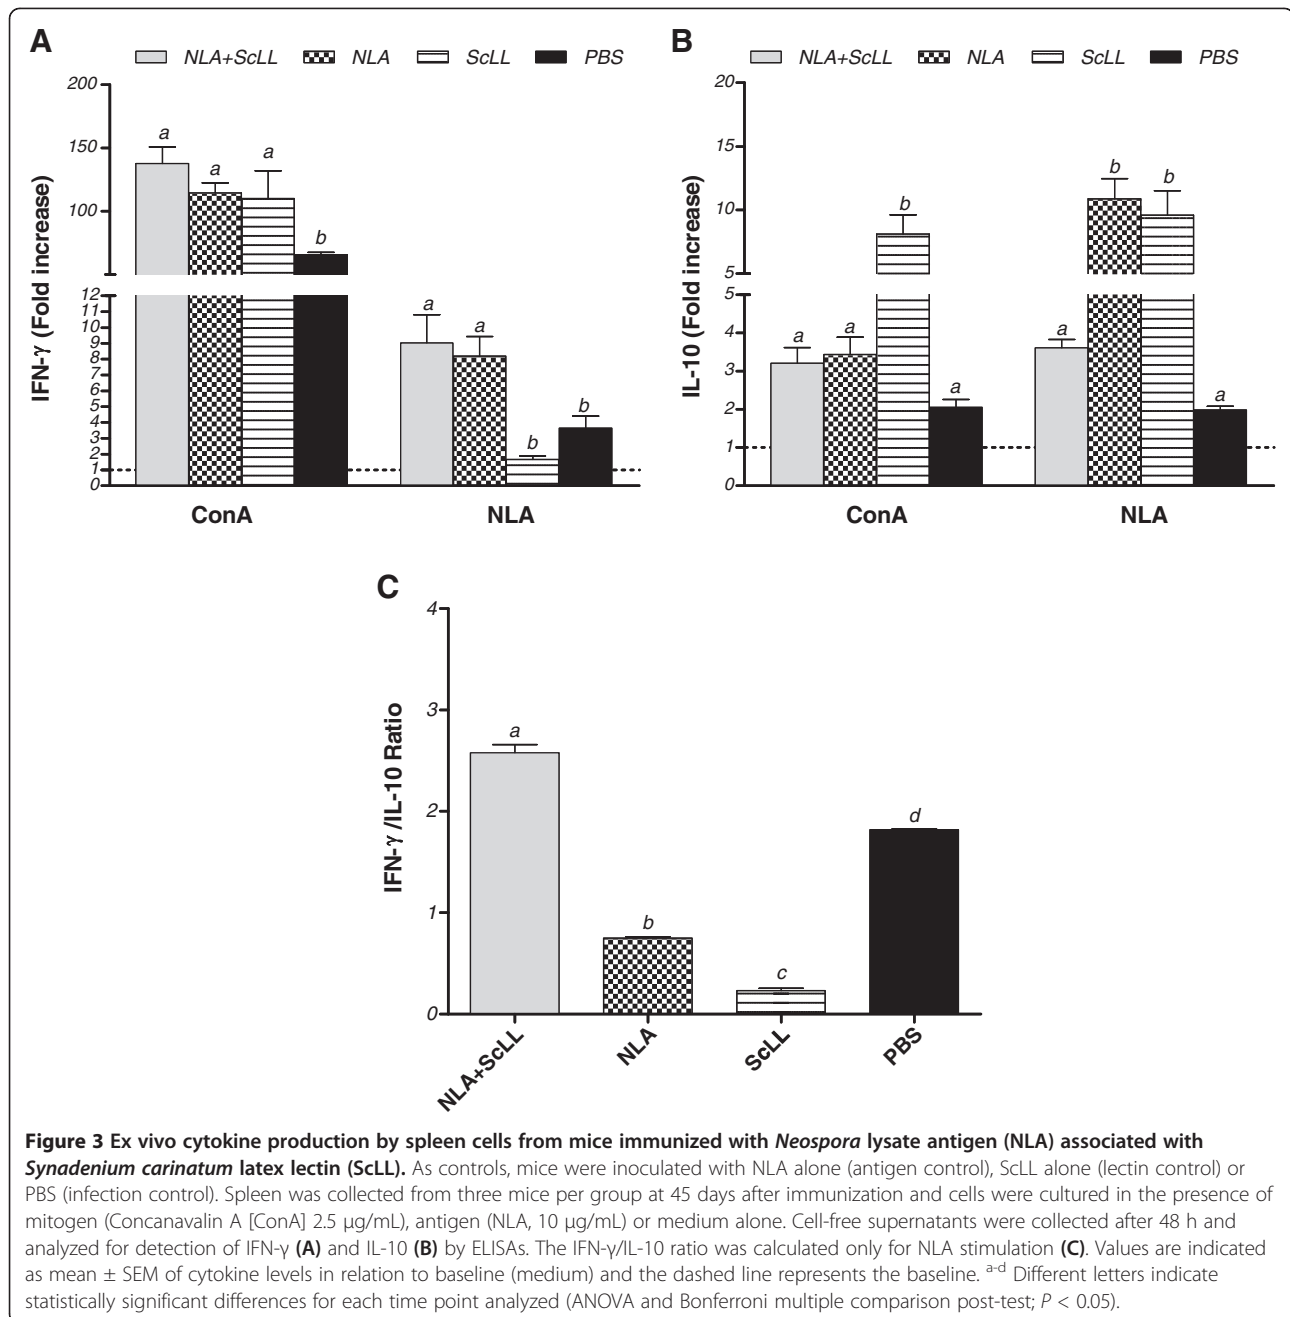 A
NLA+ScLL NLA ScLL PBS
IFN-γ (Fold increase)
200
150
100
12
11
10
9
8
7
6
5
4
3
2
1
0
a
a
a
b
a
a
b
b
ConA NLA
B
NLA+ScLL NLA ScLL PBS
IL-10 (Fold increase)
20
15
10
5
5
4
3
2
1
0
a
a
b
a
a
b
b
a
ConA NLA
C
IFN-γ /IL-10 Ratio
4
3
2
1
0
a
b
c
d
NLA+ScLL
NLA
ScLL
PBS
Figure 3 Ex vivo cytokine production by spleen cells from mice immunized with Neospora lysate antigen (NLA) associated with
Synadenium carinatum latex lectin (ScLL). As controls, mice were inoculated with NLA alone (antigen control), ScLL alone (lectin control) or
PBS (infection control). Spleen was collected from three mice per group at 45 days after immunization and cells were cultured in the presence of
mitogen (Concanavalin A [ConA] 2.5 μg/mL), antigen (NLA, 10 μg/mL) or medium alone. Cell-free supernatants were collected after 48 h and
analyzed for detection of IFN-γ (A) and IL-10 (B) by ELISAs. The IFN-γ/IL-10 ratio was calculated only for NLA stimulation (C). Values are indicated
as mean ± SEM of cytokine levels in relation to baseline (medium) and the dashed line represents the baseline. a-d Different letters indicate
statistically significant differences for each time point analyzed (ANOVA and Bonferroni multiple comparison post-test; P < 0.05).